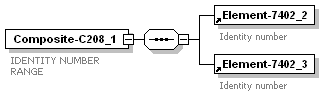 Element-7402_2
Identity number
Composite-C208_1
IDENTITY NUMBER
RANGE
Element-7402_3
Identity number